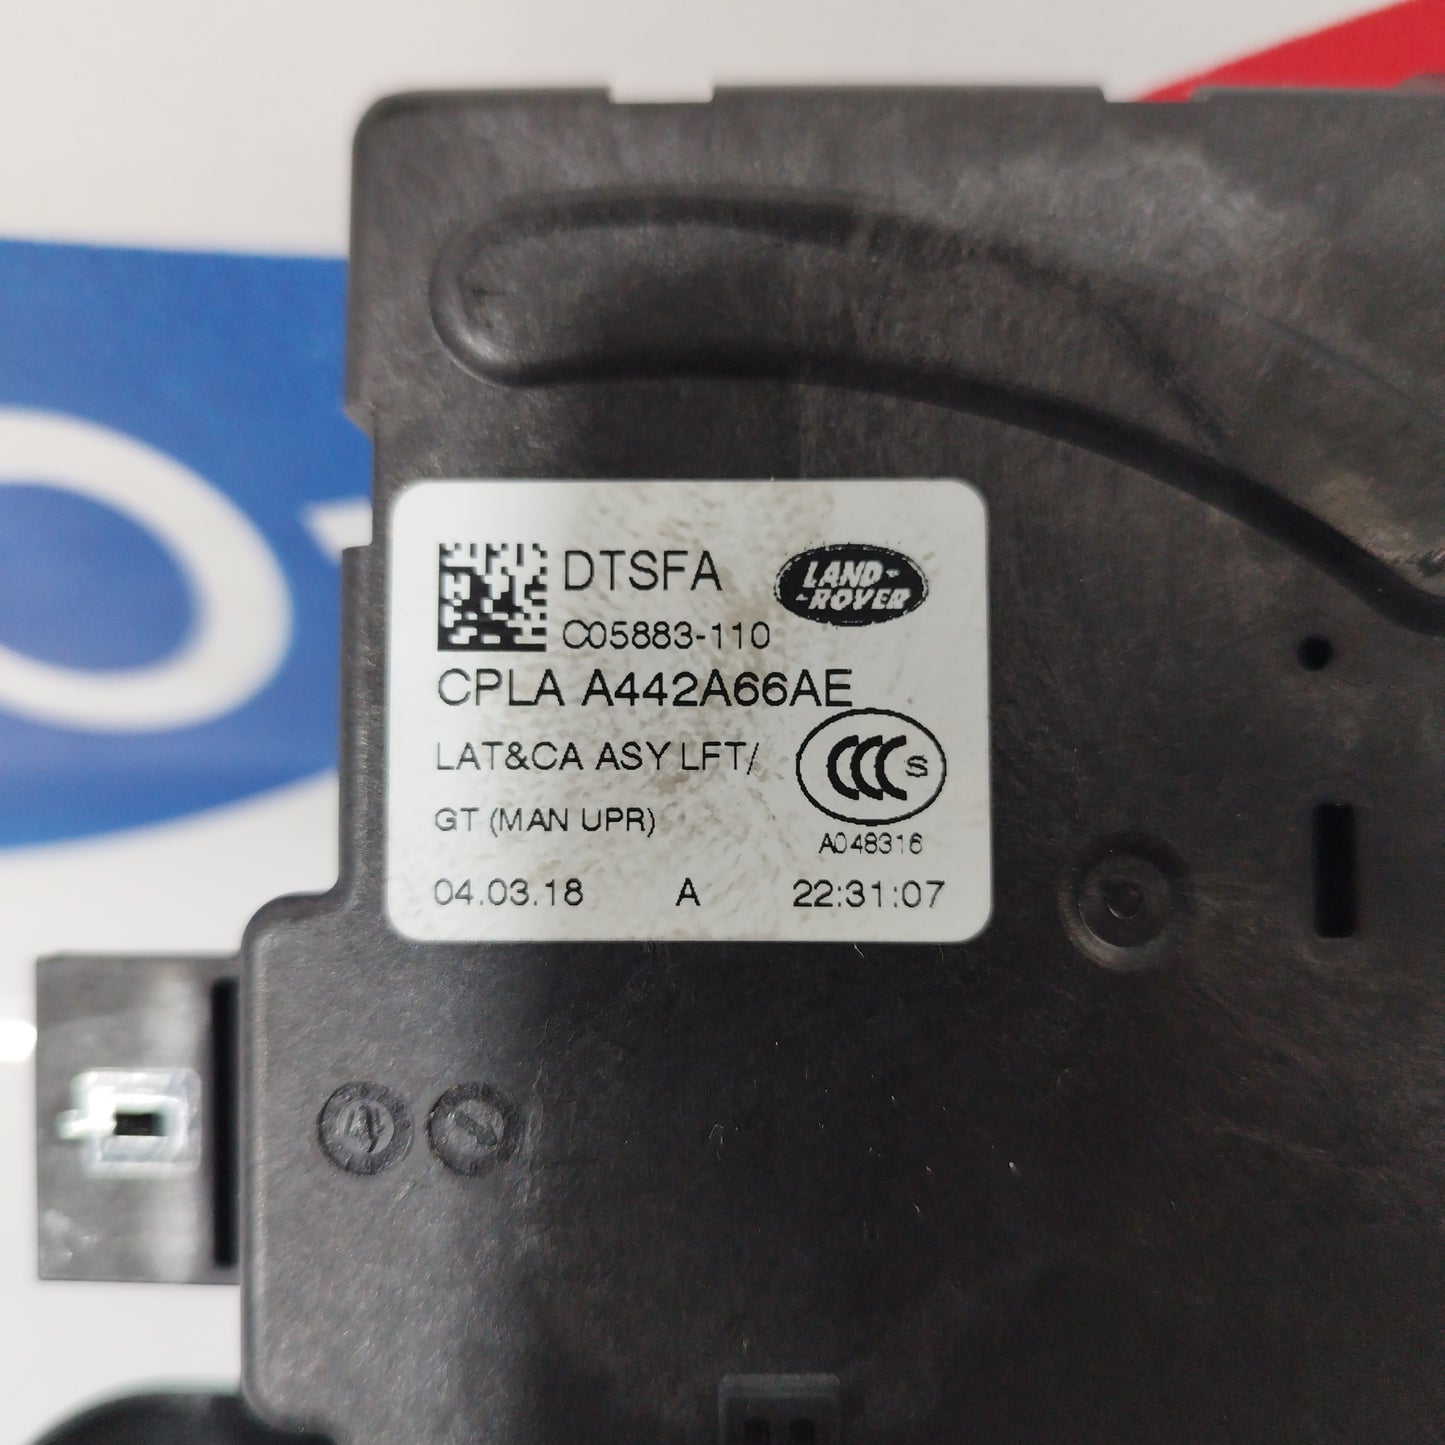 DTSFA
LAND-
-ROVER
C05883-110
CPLA A442A66AE
LAT&CA ASY LFT/
GT (MAN UPR)
CCC S
A048316
04.03.18 A 22:31:07